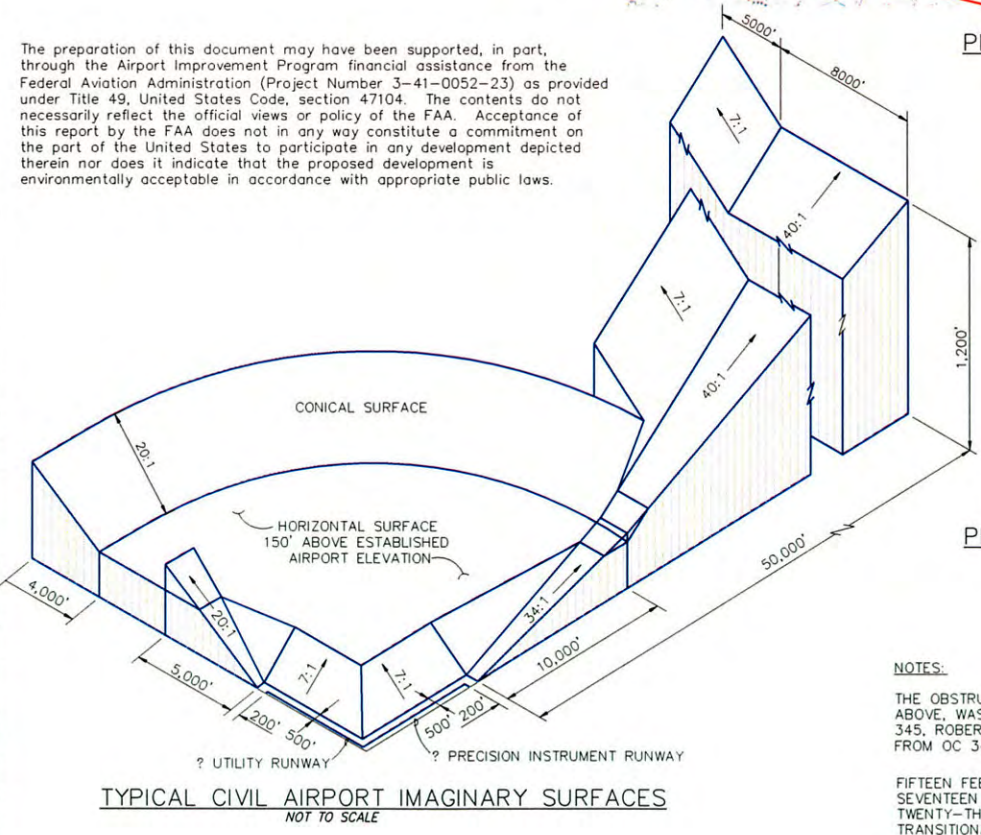 The preparation of this document may have been supported, in part,
through the Airport Improvement Program financial assistance from the
Federal Aviation Administration (Project Number 3-41-0052-23) as provided
under Title 49, United States Code, section 47104. The contents do not
necessarily reflect the official views or policy of the FAA. Acceptance of
this report by the FAA does not in any way constitute a commitment on
the part of the United States to participate in any development depicted
therein nor does it indicate that the proposed development is
environmentally acceptable in accordance with appropriate public laws.
5000'
8000'
7:1
40:1
7:1
40:1
1,200'
CONICAL SURFACE
20:1
HORIZONTAL SURFACE
150' ABOVE ESTABLISHED
AIRPORT ELEVATION
50,000'
4,000'
20:1
34:1
10,000'
5,000'
7:1
7:1
200'
500'
500'
200'
? UTILITY RUNWAY
? PRECISION INSTRUMENT RUNWAY
TYPICAL CIVIL AIRPORT IMAGINARY SURFACES
NOT TO SCALE
NOTES:
THE
ABOVE,
345,
FROM OC
FIFTEEN
SEVENTEEN